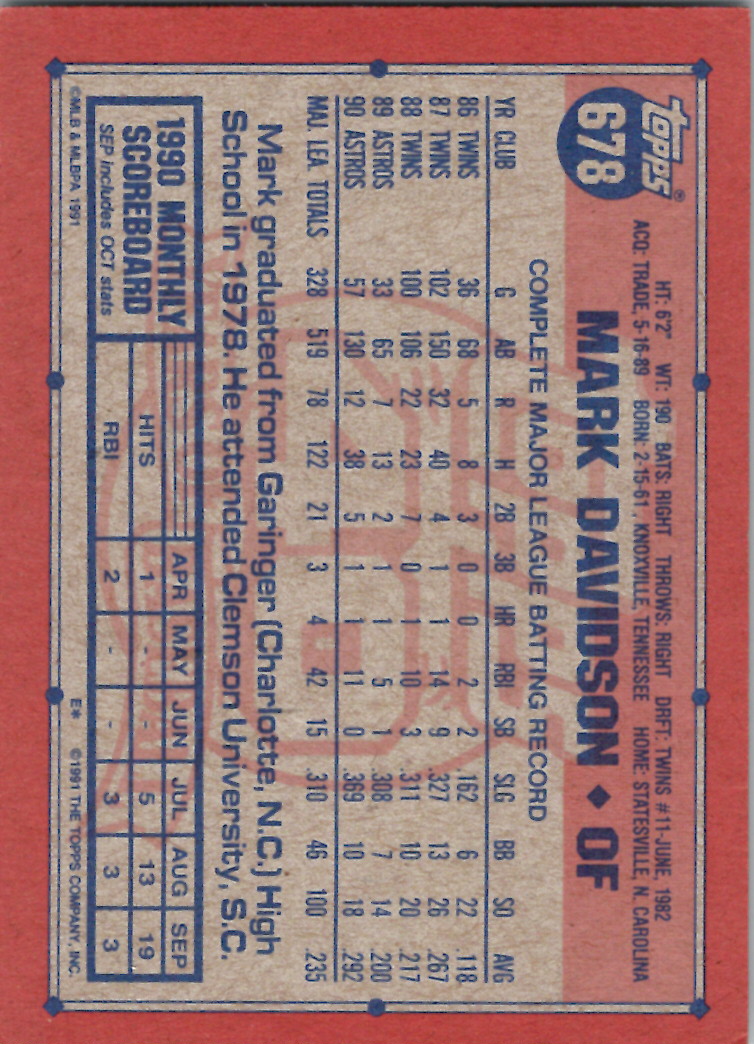 topps®
678
HT: 6'2" WT: 190 BATS: RIGHT THROWS: RIGHT DRFT: TWINS #11-JUNE, 1982
ACQ: TRADE, 5-16-89 BORN: 2-15-61, KNOXVILLE, TENNESSEE HOME: STATESVILLE, N. CAROLINA
MARK DAVIDSON ◆ OF
COMPLETE MAJOR LEAGUE BATTING RECORD
YR CLUB G AB R H 2B 3B HR RBI SB SLG BB SO AVG
86 TWINS 36 68 5 8 3 0 0 2 2 .162 6 22 .118
87 TWINS 102 150 32 40 4 1 1 14 9 .327 13 26 .267
88 TWINS 100 106 22 23 7 0 1 10 3 .311 10 20 .217
89 ASTROS 33 65 7 13 2 1 1 5 1 .308 7 14 .200
90 ASTROS 57 130 12 38 5 1 1 11 0 .369 10 18 .292
MAJ. LEA. TOTALS 328 519 78 122 21 3 4 42 15 .310 46 100 .235
Mark graduated from Garinger (Charlotte, N.C.) High
School in 1978. He attended Clemson University, S.C.
1990 MONTHLY
SCOREBOARD
SEP includes OCT stats
APR MAY JUN JUL AUG SEP
HITS 1 - - 5 13 19
RBI 2 - - 3 3 3
©MLB & MLBPA 1991
E* ©1991 THE TOPPS COMPANY, INC.